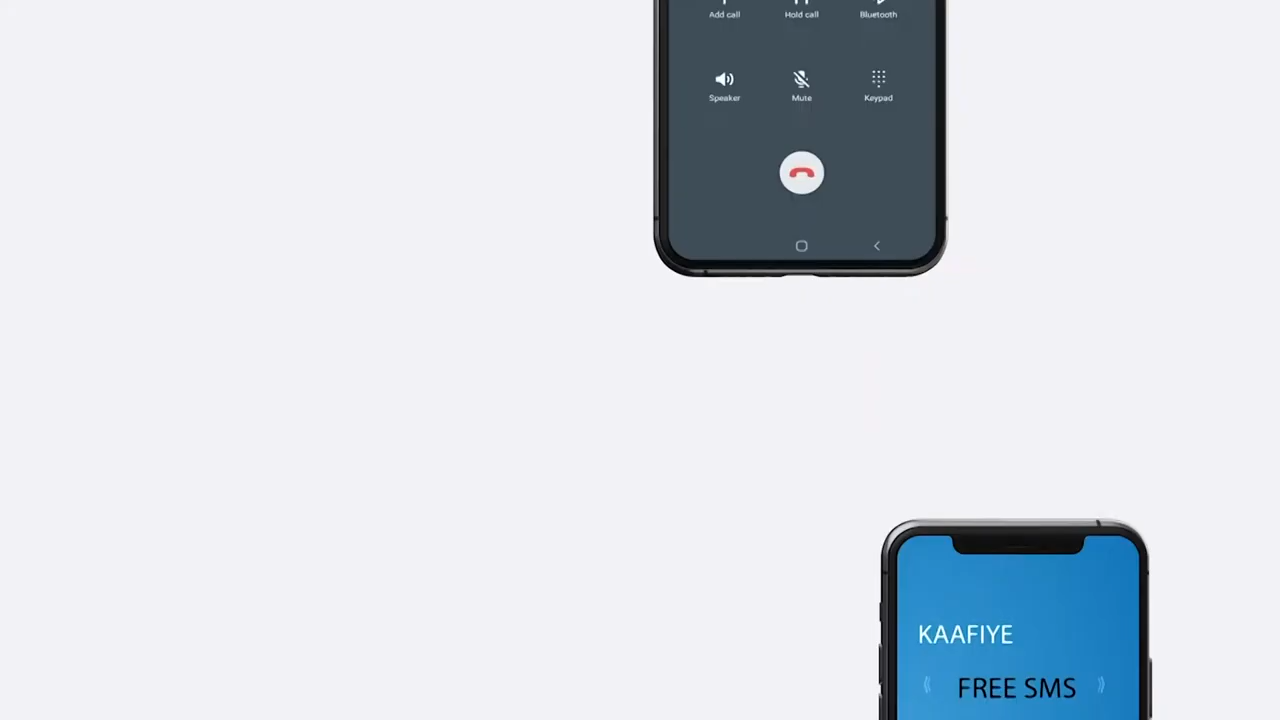 Add call Hold call Bluetooth
Speaker Mute Keypad
KAAFIYE
FREE SMS